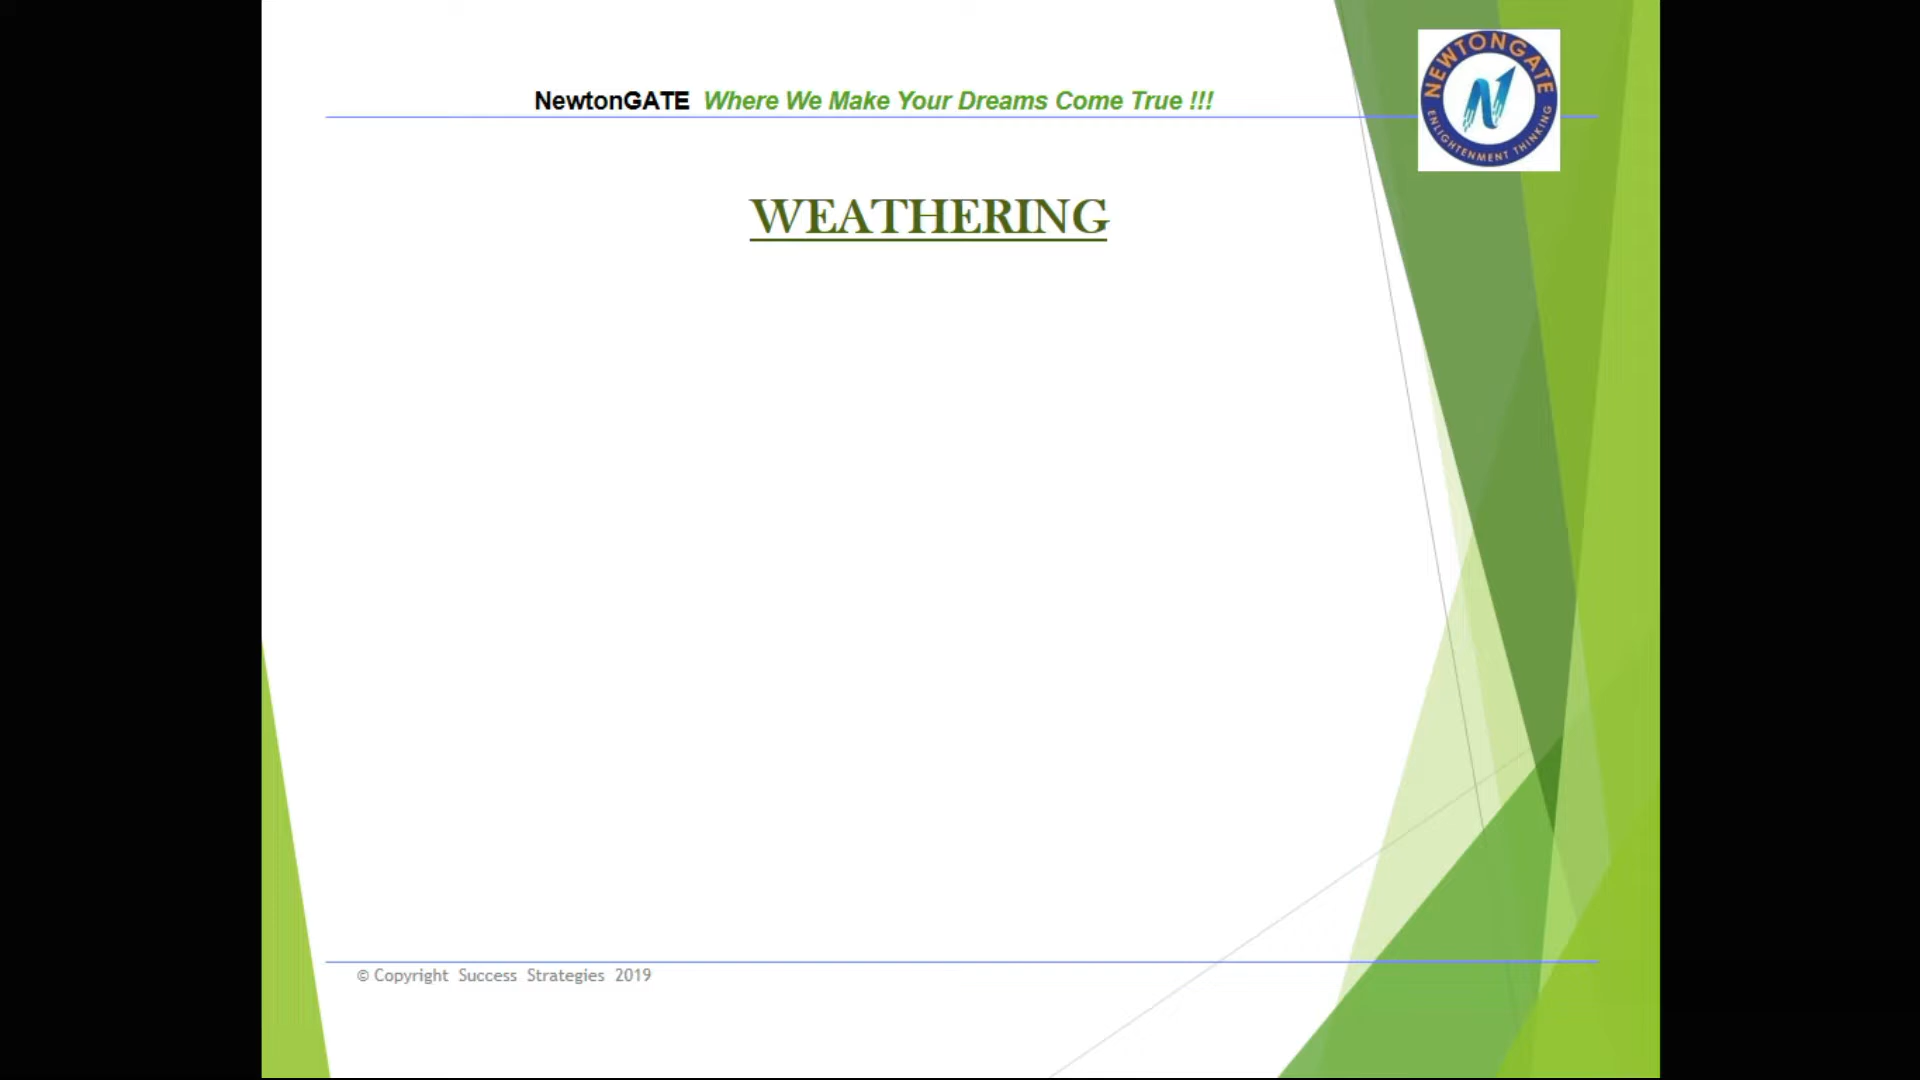 NewtonGATE Where We Make Your Dreams Come True !!!
NEWTONGATE
ENLIGHTENMENT THINKING
WEATHERING
© Copyright Success Strategies 2019